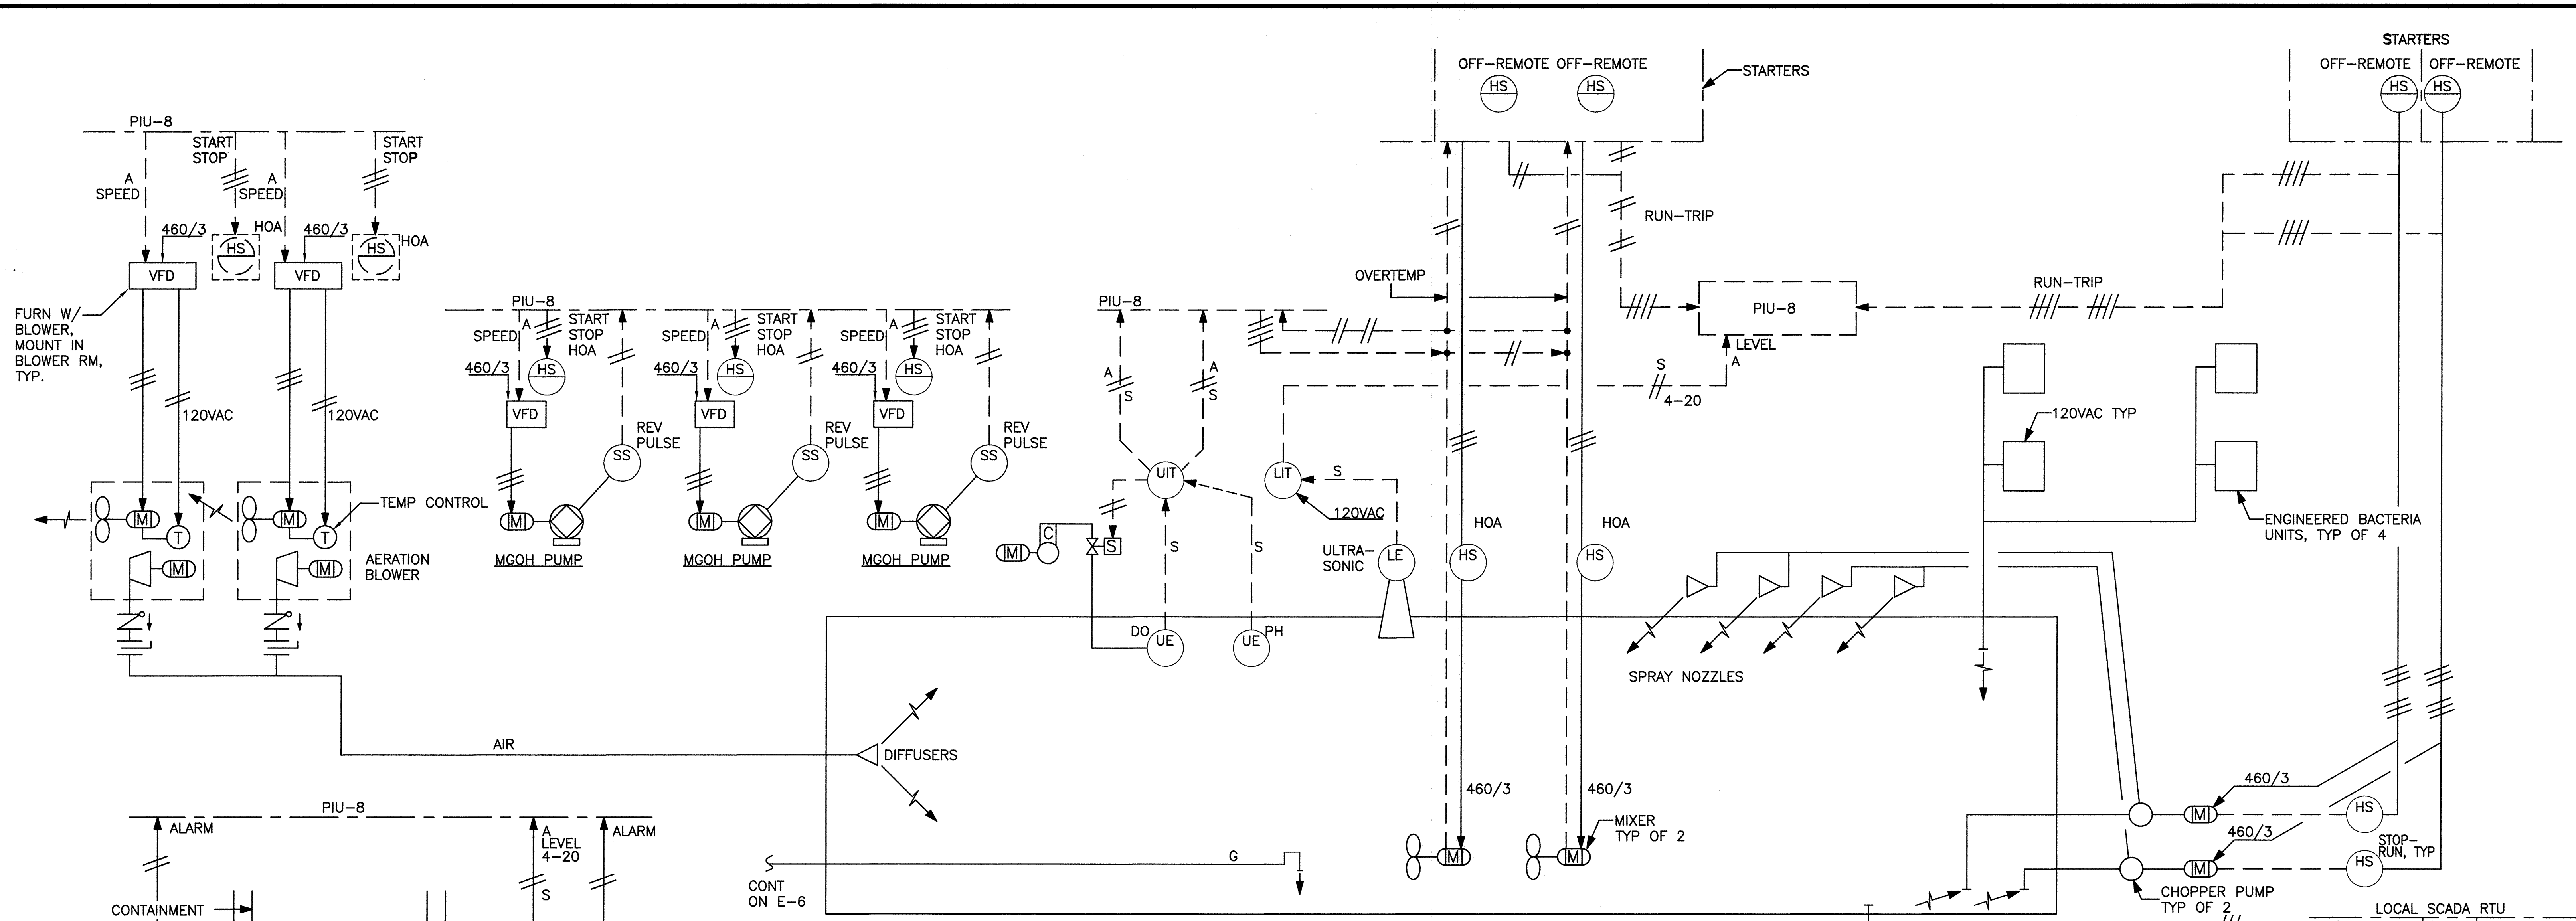 STARTERS
OFF-REMOTE OFF-REMOTE
HS
HS
STARTERS
OFF-REMOTE
OFF-REMOTE
HS
HS
PIU-8
START
STOP
START
STOP
A
SPEED
A
SPEED
460/3
HS
HOA
460/3
HS
HOA
VFD
VFD
FURN W/
BLOWER,
MOUNT IN
BLOWER RM,
TYP.
120VAC
120VAC
M
T
M
T
TEMP CONTROL
M
M
AERATION
BLOWER
PIU-8
SPEED
A
START
STOP
HOA
SPEED
A
START
STOP
HOA
SPEED
A
START
STOP
HOA
460/3
HS
460/3
HS
460/3
HS
VFD
VFD
VFD
REV
PULSE
REV
PULSE
REV
PULSE
SS
SS
SS
M
M
M
MGOH PUMP
MGOH PUMP
MGOH PUMP
PIU-8
A
S
A
S
UIT
LIT
S
120VAC
M
C
S
S
S
ULTRA-
SONIC
LE
DO
UE
UE
PH
OVERTEMP
RUN-TRIP
PIU-8
LEVEL
A
S
4-20
RUN-TRIP
HOA
HS
HOA
HS
120VAC TYP
ENGINEERED BACTERIA
UNITS, TYP OF 4
SPRAY NOZZLES
AIR
DIFFUSERS
460/3
460/3
M
M
MIXER
TYP OF 2
G
CONT
ON E-6
460/3
M
HS
460/3
M
HS
STOP-
RUN, TYP
CHOPPER PUMP
TYP OF 2
PIU-8
ALARM
A
LEVEL
4-20
S
ALARM
CONTAINMENT
LOCAL SCADA RTU